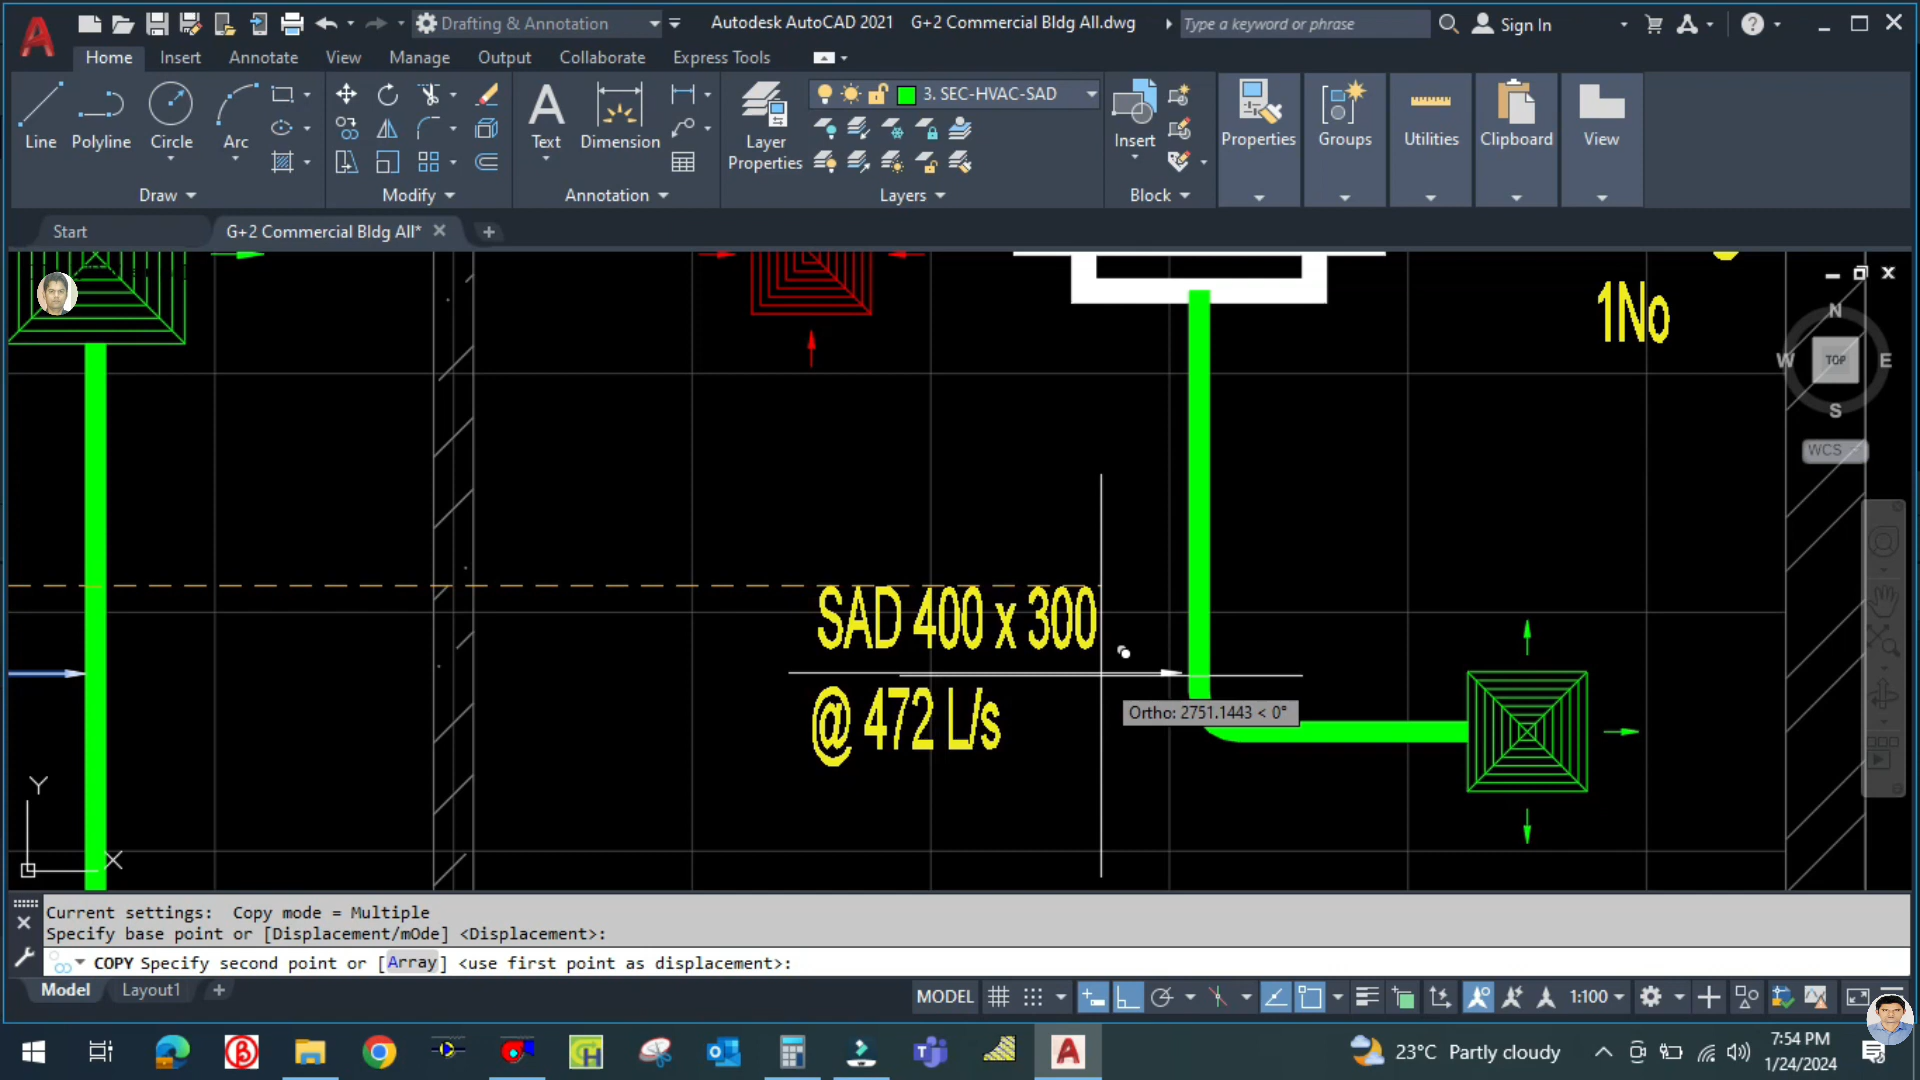 Drafting & Annotation
Autodesk AutoCAD 2021 G+2 Commercial Bldg All.dwg
Type a keyword or phrase
Sign In
Home Insert Annotate View Manage Output Collaborate Express Tools
3. SEC-HVAC-SAD
Line Polyline Circle Arc
Text Dimension
Layer Properties
Insert
Properties Groups Utilities Clipboard View
Draw Modify Annotation Layers Block
Start G+2 Commercial Bldg All*
1No
N
W TOP E
S
WCS
SAD 400 x 300
@ 472 L/s
Ortho: 2751.1443 < 0°
Y
X
Current settings: Copy mode = Multiple
Specify base point or [Displacement/mOde] <Displacement>:
COPY Specify second point or [Array] <use first point as displacement>:
Model Layout1 +
MODEL
1:100
23°C Partly cloudy
7:54 PM
1/24/2024